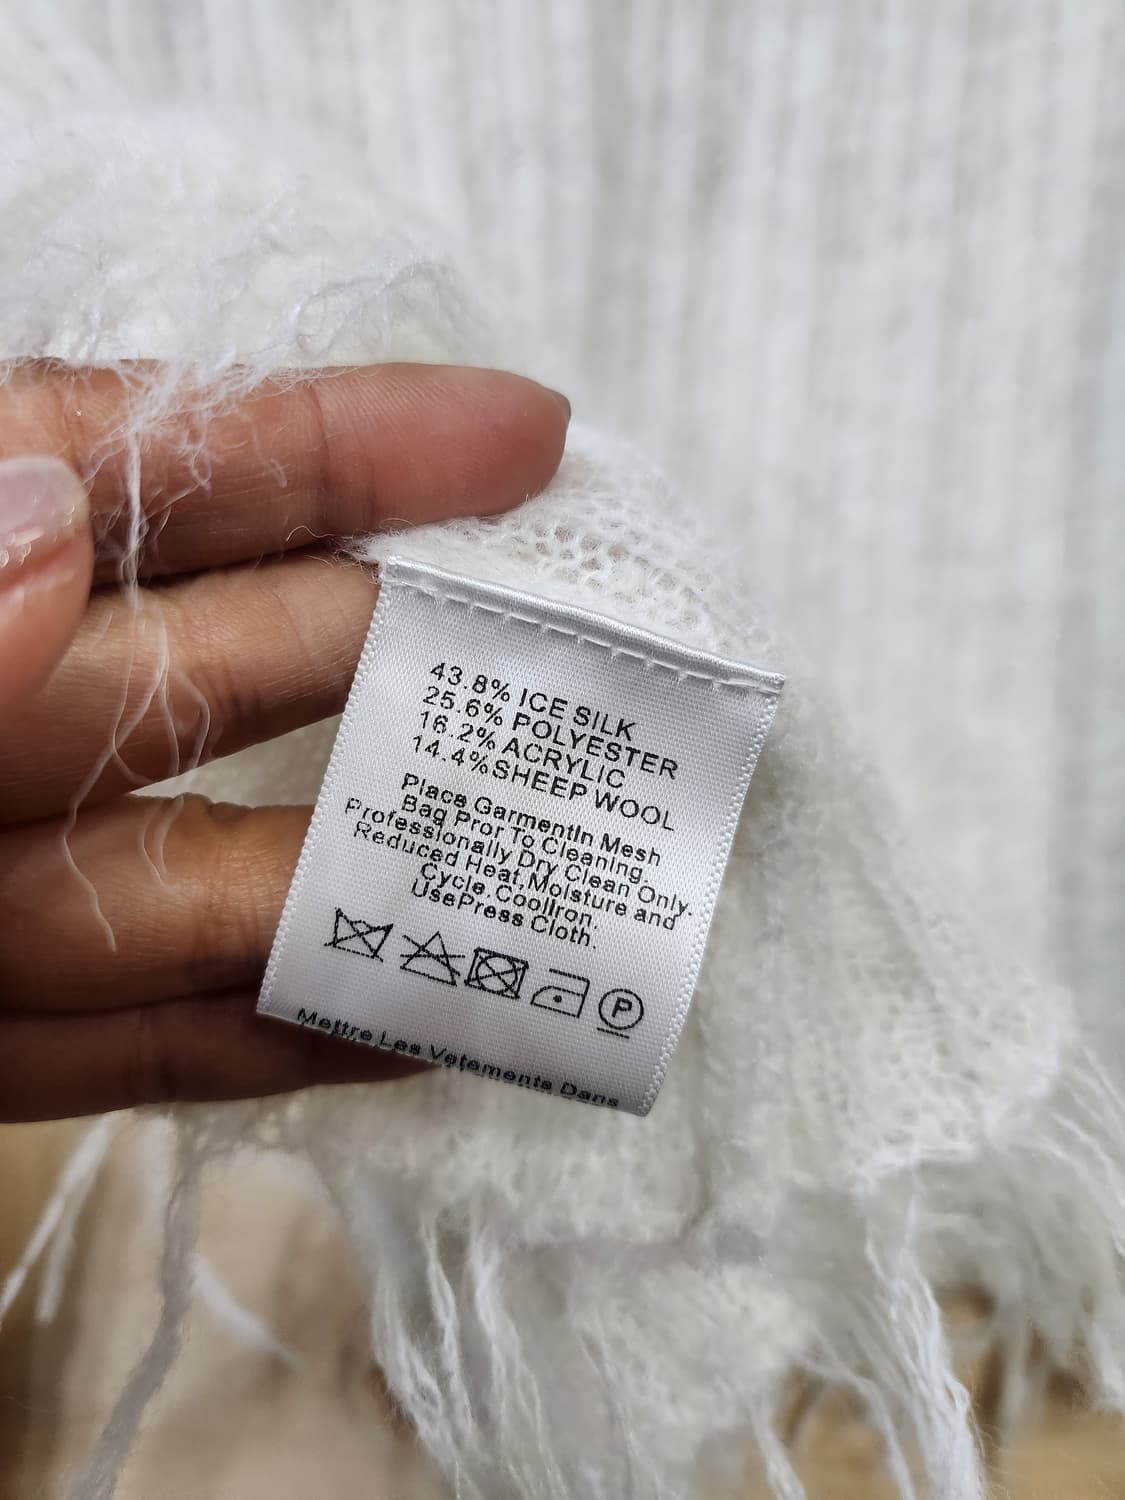 43.8% ICE SILK
25.6% POLYESTER
16.2% ACRYLIC
14.4%SHEEP WOOL
Place GarmentIn Mesh
Bag Pror To Cleaning.
Professionally Dry Clean Only.
Reduced Heat,Molsture and
Cycle. CoolIron.
UsePress Cloth.
P
Mettre Les Vetements Dans